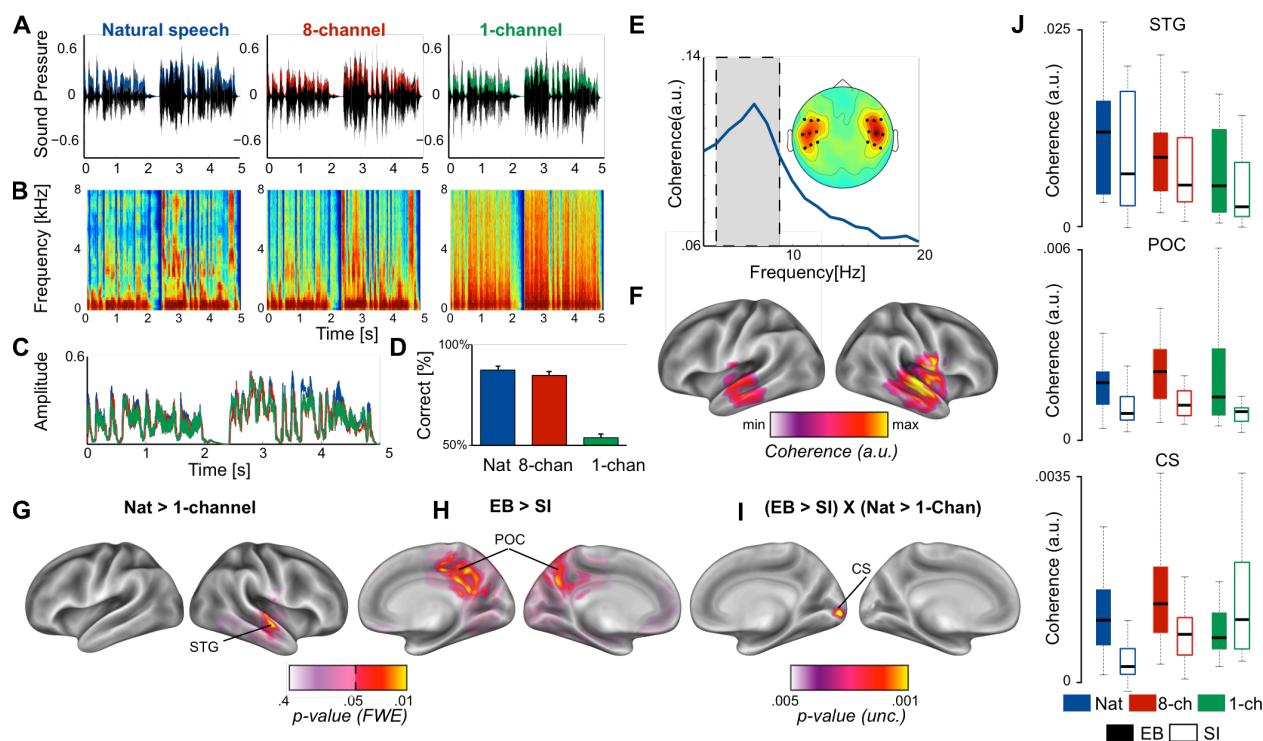 A
Natural speech
8-channel
1-channel
Sound Pressure
0.6
0
−0.6
0 1 2 3 4 5
0.6
0
−0.6
0 1 2 3 4 5
0.6
0
−0.6
0 1 2 3 4 5
B
Frequency [kHz]
8
4
0
0 1 2 3 4 5
8
4
0
0 1 2 3 4 5
8
4
0
0 1 2 3 4 5
Time [s]
C
Amplitude
0.6
0
0 1 2 3 4 5
Time [s]
D
Correct [%]
100%
50%
Nat 8-chan 1-chan
E
Coherence(a.u.)
.14
.06
10 20
Frequency[Hz]
F
min max
Coherence (a.u.)
G
Nat > 1-channel
STG
H
EB > SI
POC
.4 .05 .01
p-value (FWE)
I
(EB > SI) X (Nat > 1-Chan)
CS
.005 .001
p-value (unc.)
J
STG
0.025
Coherence (a.u.)
0
POC
.006
Coherence (a.u.)
0
CS
.0035
Coherence (a.u.)
0
Nat 8-ch 1-ch
EB SI